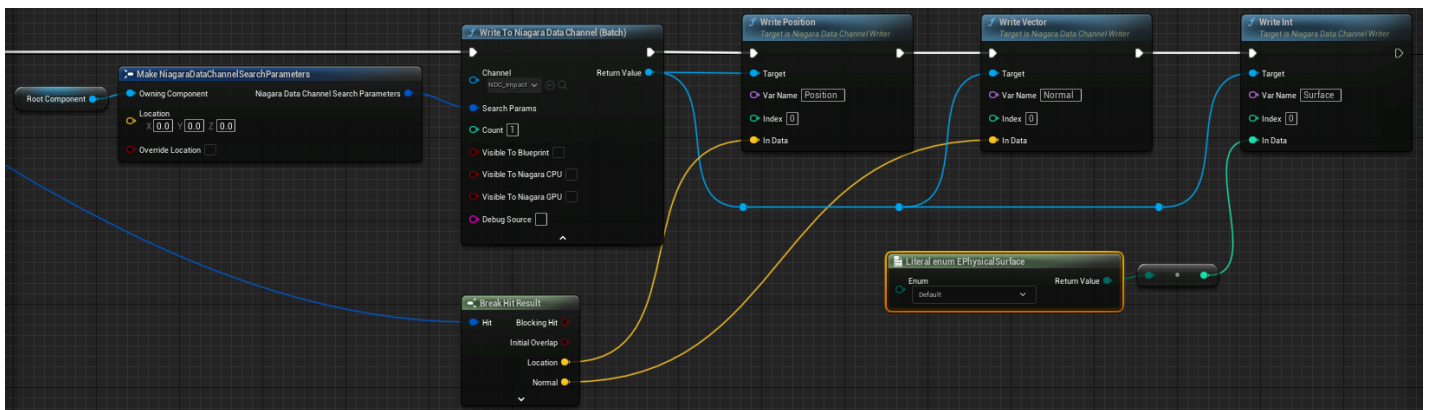 Root Component
Make NiagaraDataChannelSearchParameters
Owning Component
Niagara Data Channel Search Parameters
Location
X 0.0 Y 0.0 Z 0.0
Override Location
Write To Niagara Data Channel (Batch)
Channel
Return Value
NDC_Impact
Search Params
Count 1
Visible To Blueprint
Visible To Niagara CPU
Visible To Niagara GPU
Debug Source
Break Hit Result
Hit
Blocking Hit
Initial Overlap
Location
Normal
Write Position
Target is Niagara Data Channel Writer
Target
Var Name Position
Index 0
In Data
Write Vector
Target is Niagara Data Channel Writer
Target
Var Name Normal
Index 0
In Data
Literal enum EPhysicalSurface
Enum
Return Value
Default
Write Int
Target is Niagara Data Channel Writer
Target
Var Name Surface
Index 0
In Data